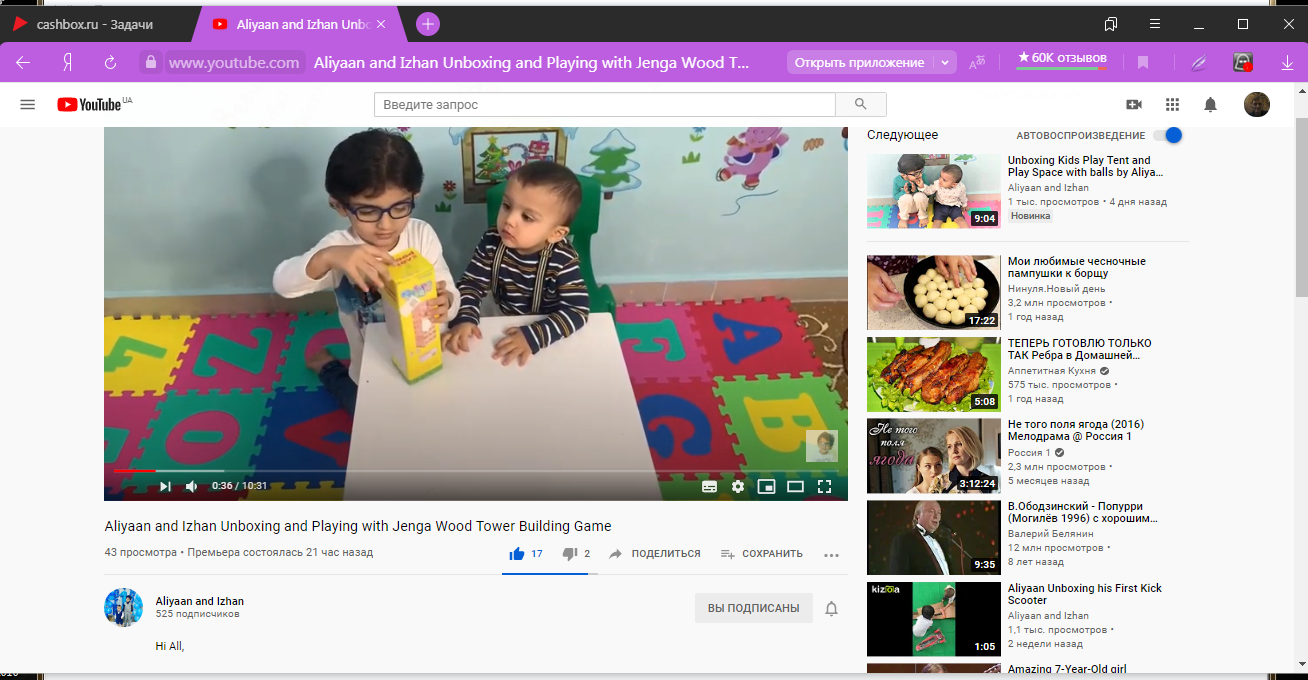 cashbox.ru - Задачи
Aliyaan and Izhan Unbo
www.youtube.com
Aliyaan and Izhan Unboxing and Playing with Jenga Wood T...
Открыть приложение
★ 60K отзывов
YouTube UA
Введите запрос
Следующее
АВТОВОСПРОИЗВЕДЕНИЕ
Unboxing Kids Play Tent and
Play Space with balls by Aliya...
Aliyaan and Izhan
1 тыс. просмотров • 4 дня назад
Новинка
9:04
Мои любимые чесночные
пампушки к борщу
Нинуля.Новый день
3,2 млн просмотров •
1 год назад
17:22
ТЕПЕРЬ ГОТОВЛЮ ТОЛЬКО
ТАК Ребра в Домашней...
Аппетитная Кухня
575 тыс. просмотров •
1 год назад
5:08
Не того
поля
ягода
Не того поля ягода (2016)
Мелодрама @ Россия 1
Россия 1
2,3 млн просмотров •
5 месяцев назад
3:12:24
В.Ободзинский - Попурри
(Могилёв 1996) с хорошим...
Валерий Белянин
12 млн просмотров •
8 лет назад
9:35
Aliyaan Unboxing his First Kick
Scooter
Aliyaan and Izhan
1,1 тыс. просмотров •
2 недели назад
1:05
Amazing 7-Year-Old girl
0:36 / 10:31
Aliyaan and Izhan Unboxing and Playing with Jenga Wood Tower Building Game
43 просмотра • Премьера состоялась 21 час назад
17
2
ПОДЕЛИТЬСЯ
СОХРАНИТЬ
Aliyaan and Izhan
525 подписчиков
ВЫ ПОДПИСАНЫ
Hi All,